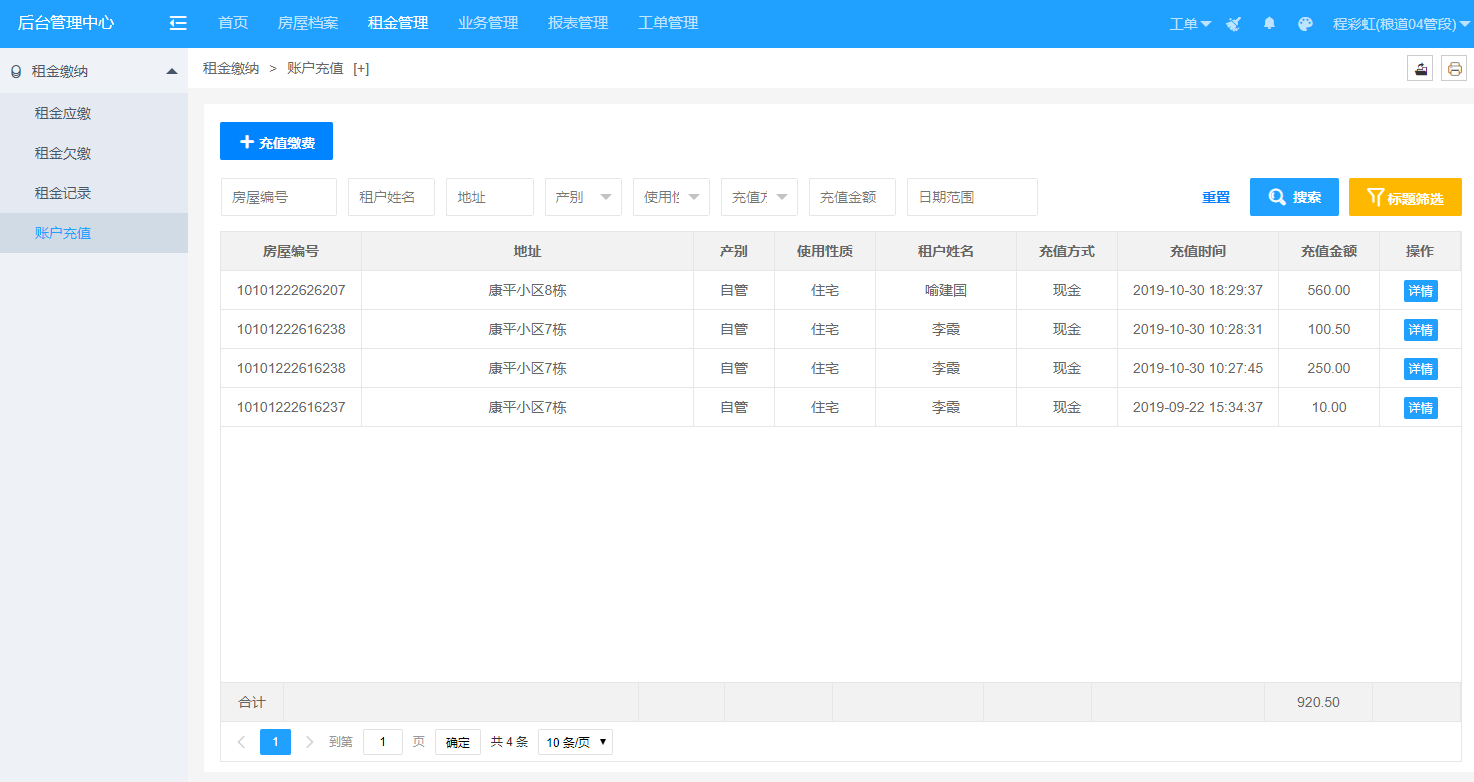 后台管理中心 首页 房屋档案 租金管理 业务管理 报表管理 工单管理 工单 程彩虹(粮道04管段)
租金缴纳
租金应缴
租金欠缴
租金记录
账户充值
租金缴纳 > 账户充值 [+]
充值缴费
房屋编号 租户姓名 地址 产别 使用性 充值方 充值金额 日期范围 重置 搜索 标题筛选
房屋编号 地址 产别 使用性质 租户姓名 充值方式 充值时间 充值金额 操作
10101222626207 康平小区8栋 自管 住宅 喻建国 现金 2019-10-30 18:29:37 560.00 详情
10101222616238 康平小区7栋 自管 住宅 李霞 现金 2019-10-30 10:28:31 100.50 详情
10101222616238 康平小区7栋 自管 住宅 李霞 现金 2019-10-30 10:27:45 250.00 详情
10101222616237 康平小区7栋 自管 住宅 李霞 现金 2019-09-22 15:34:37 10.00 详情
合计 920.50
1 到第 1 页 确定 共 4 条 10 条/页